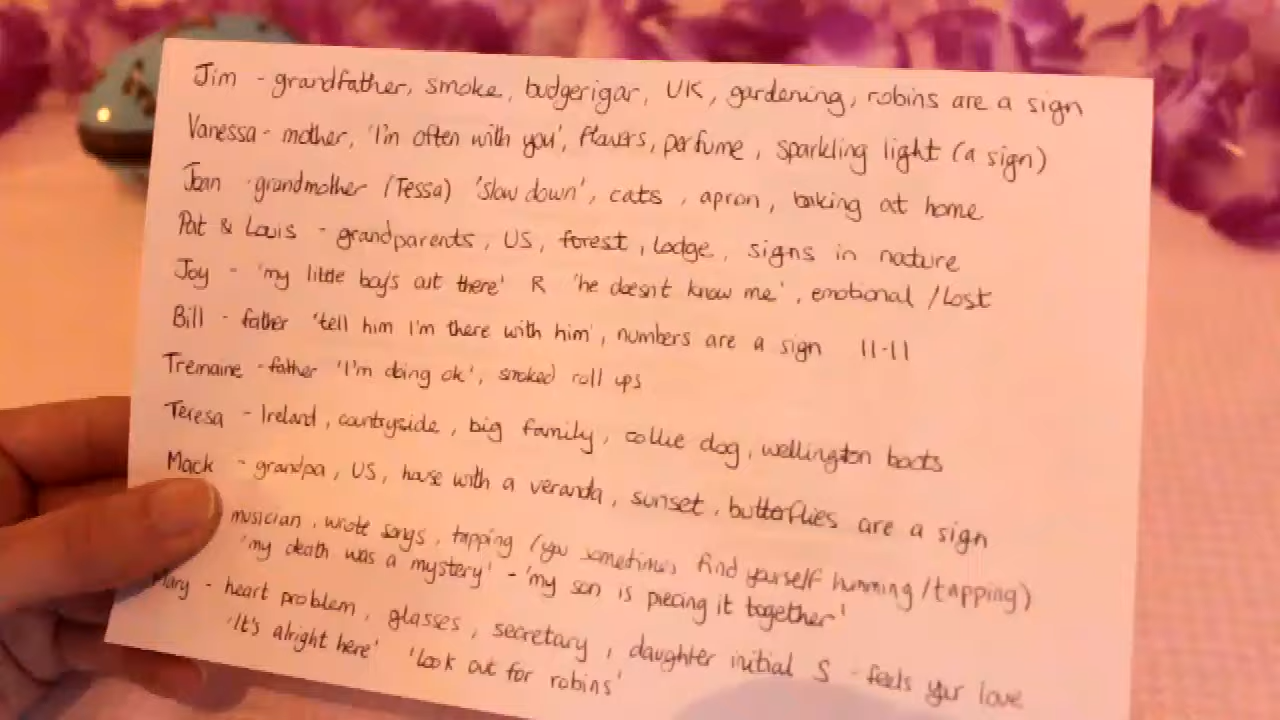 Jim - grandfather, smoke, budgerigar, UK, gardening, robins are a sign
Vanessa - mother, 'I'm often with you', flowers, perfume, sparkling light (a sign)
Joan - grandmother (Tessa) 'slow down', cats, apron, baking at home
Pat & Louis - grandparents, US, forest, lodge, signs in nature
Joy - 'my little boy's out there' R 'he doesn't know me', emotional / Lost
Bill - father 'tell him I'm there with him', numbers are a sign 11-11
Tremaine - father 'I'm doing ok', smoked roll ups
Teresa - Ireland, countryside, big family, collie dog, wellington boots
Mack - grandpa, US, house with a veranda, sunset, butterflies are a sign
musician, wrote songs, tapping (you sometimes find yourself humming/tapping)
'my death was a mystery' - 'my son is piecing it together'
Mary - heart problem, glasses, secretary, daughter initial S - feels your love
'It's alright here' 'look out for robins'